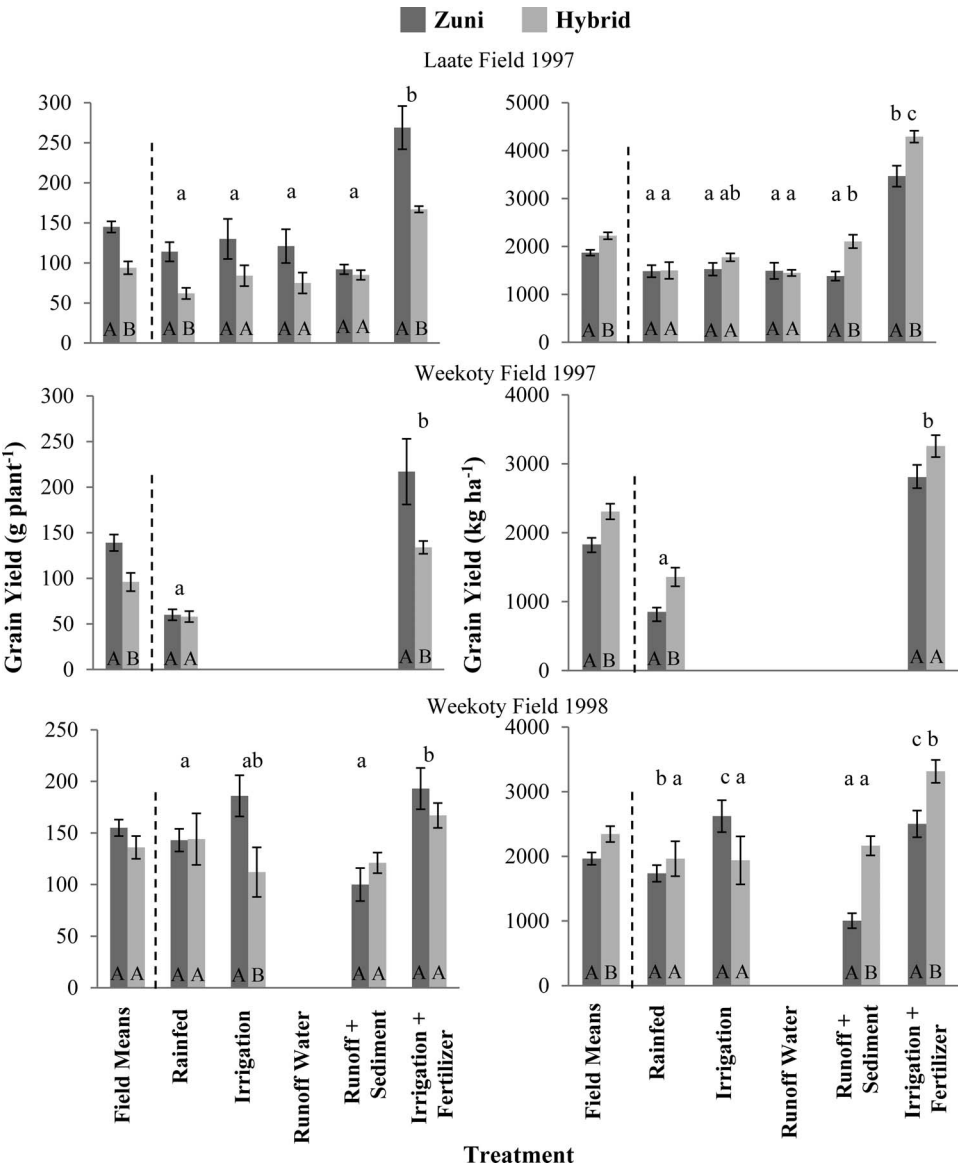 Zuni Hybrid
Laate Field 1997
Grain Yield (g plant-1)
Grain Yield (kg ha-1)
300
250
200
150
100
50
0
a a a a b
A B A B A A A A A A A B
5000
4000
3000
2000
1000
0
a a a ab a a a b b c
A B A A A A A A A B A B
Weekoty Field 1997
300
250
200
150
100
50
0
a b
A B A A A B
4000
3000
2000
1000
0
a b
A B A B A A
Weekoty Field 1998
250
200
150
100
50
0
a ab a b
A A A A A B A A A A
4000
3000
2000
1000
0
b a c a a a c b
A B A A A A A B A B
Field Means
Rainfed
Irrigation
Runoff Water
Runoff +
Sediment
Irrigation +
Fertilizer
Field Means
Rainfed
Irrigation
Runoff Water
Runoff +
Sediment
Irrigation +
Fertilizer
Treatment